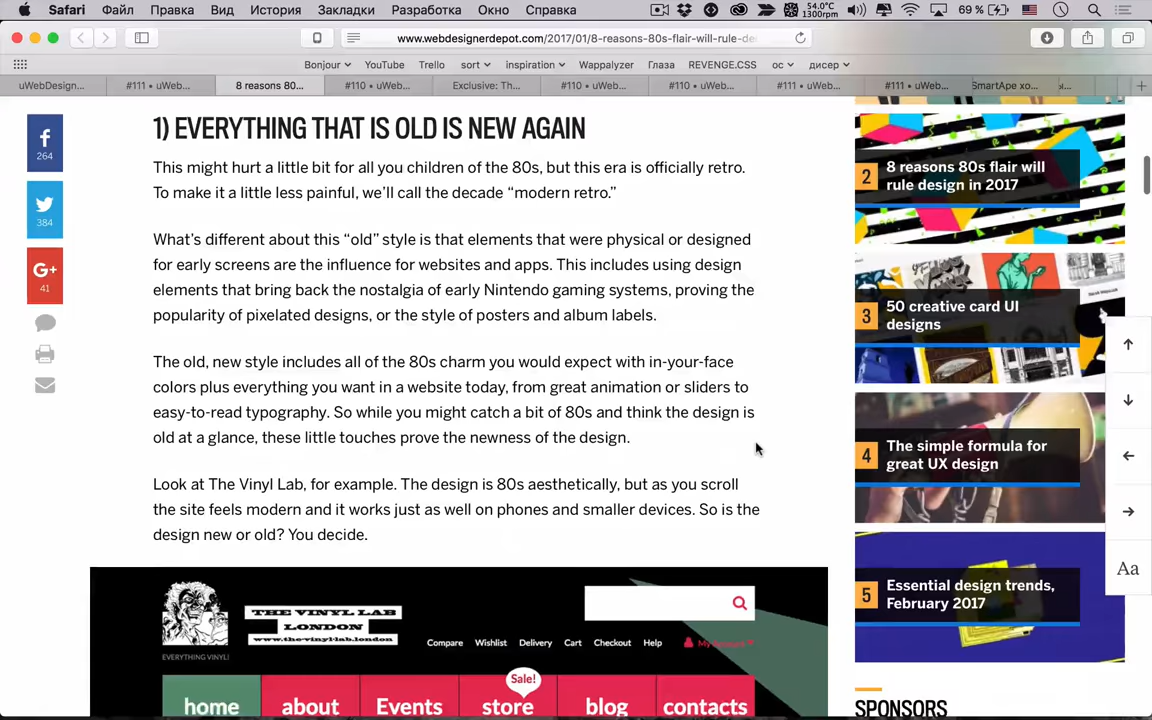 Safari Файл Правка Вид История Закладки Разработка Окно Справка 54.0°C 1300rpm 69 %
www.webdesignerdepot.com/2017/01/8-reasons-80s-flair-will-rule-de
Bonjour YouTube Trello sort inspiration Wappalyzer Глаза REVENGE.CSS ос дисер
uWebDesign... #111 • uWeb... 8 reasons 80... #110 • uWeb... Exclusive: Th... #110 • uWeb... #110 • uWeb... #111 • uWeb... #111 • uWeb... SmartApe хо...
1) EVERYTHING THAT IS OLD IS NEW AGAIN
This might hurt a little bit for all you children of the 80s, but this era is officially retro.
To make it a little less painful, we'll call the decade “modern retro.”
What's different about this “old” style is that elements that were physical or designed
for early screens are the influence for websites and apps. This includes using design
elements that bring back the nostalgia of early Nintendo gaming systems, proving the
popularity of pixelated designs, or the style of posters and album labels.
The old, new style includes all of the 80s charm you would expect with in-your-face
colors plus everything you want in a website today, from great animation or sliders to
easy-to-read typography. So while you might catch a bit of 80s and think the design is
old at a glance, these little touches prove the newness of the design.
Look at The Vinyl Lab, for example. The design is 80s aesthetically, but as you scroll
the site feels modern and it works just as well on phones and smaller devices. So is the
design new or old? You decide.
f
264
384
G+
41
THE VINYL LAB
LONDON
www.the-vinyl-lab.london
EVERYTHING VINYL!
Compare Wishlist Delivery Cart Checkout Help My Account
Sale!
home about Events store blog contacts
2 8 reasons 80s flair will
rule design in 2017
3 50 creative card UI
designs
4 The simple formula for
great UX design
5 Essential design trends,
February 2017
SPONSORS
Aa